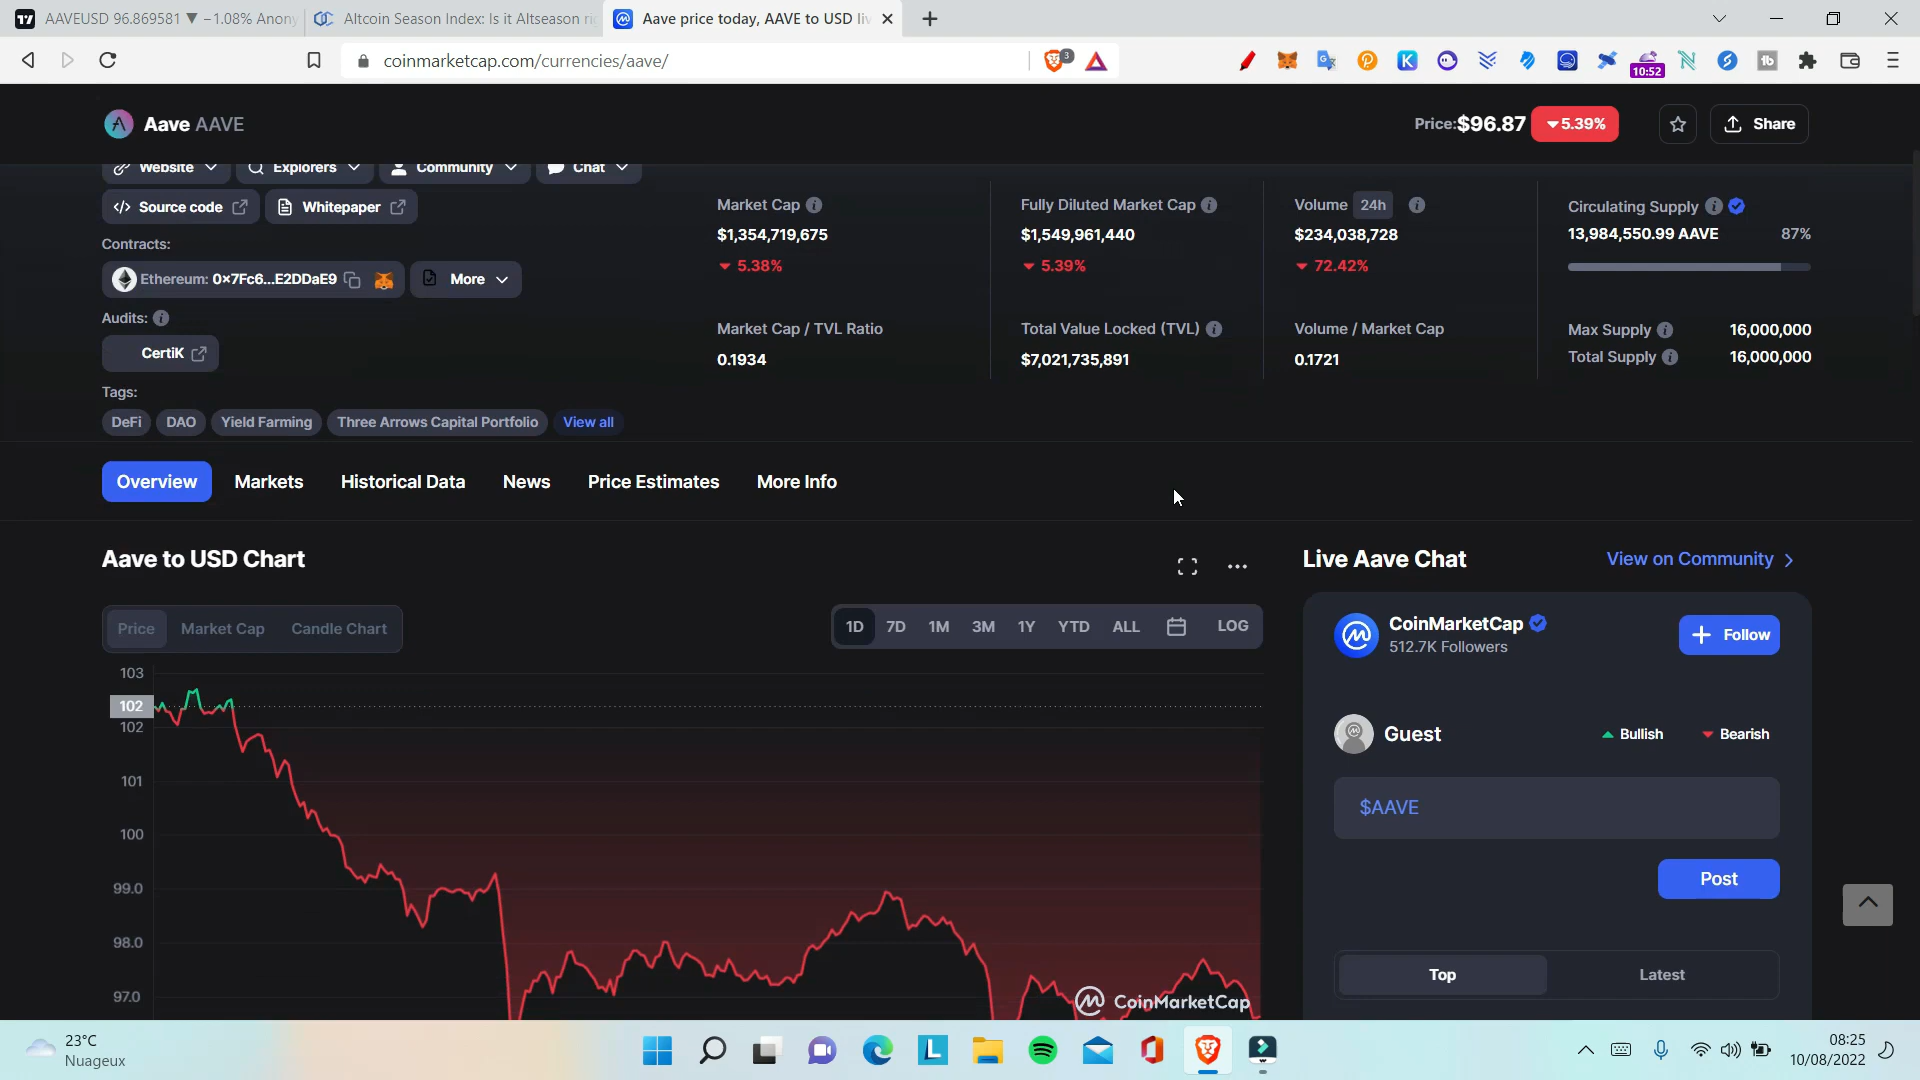 AAVEUSD 96.869581 ▼ −1.08% Anony
Altcoin Season Index: Is it Altseason ri
Aave price today, AAVE to USD liv
coinmarketcap.com/currencies/aave/
3
10:52
Aave AAVE
Price:$96.87
5.39%
Share
Website
Explorers
Community
Chat
Source code
Whitepaper
Contracts:
Ethereum: 0x7Fc6...E2DDaE9
More
Audits:
CertiK
Tags:
DeFi
DAO
Yield Farming
Three Arrows Capital Portfolio
View all
Market Cap
$1,354,719,675
5.38%
Market Cap / TVL Ratio
0.1934
Fully Diluted Market Cap
$1,549,961,440
5.39%
Total Value Locked (TVL)
$7,021,735,891
Volume 24h
$234,038,728
72.42%
Volume / Market Cap
0.1721
Circulating Supply
13,984,550.99 AAVE 87%
Max Supply 16,000,000
Total Supply 16,000,000
Overview
Markets
Historical Data
News
Price Estimates
More Info
Aave to USD Chart
Price
Market Cap
Candle Chart
1D
7D
1M
3M
1Y
YTD
ALL
LOG
103
102
102
101
100
99.0
98.0
97.0
CoinMarketCap
Live Aave Chat
View on Community
CoinMarketCap
512.7K Followers
Follow
Guest
Bullish
Bearish
$AAVE
Post
Top
Latest
23°C
Nuageux
08:25
10/08/2022